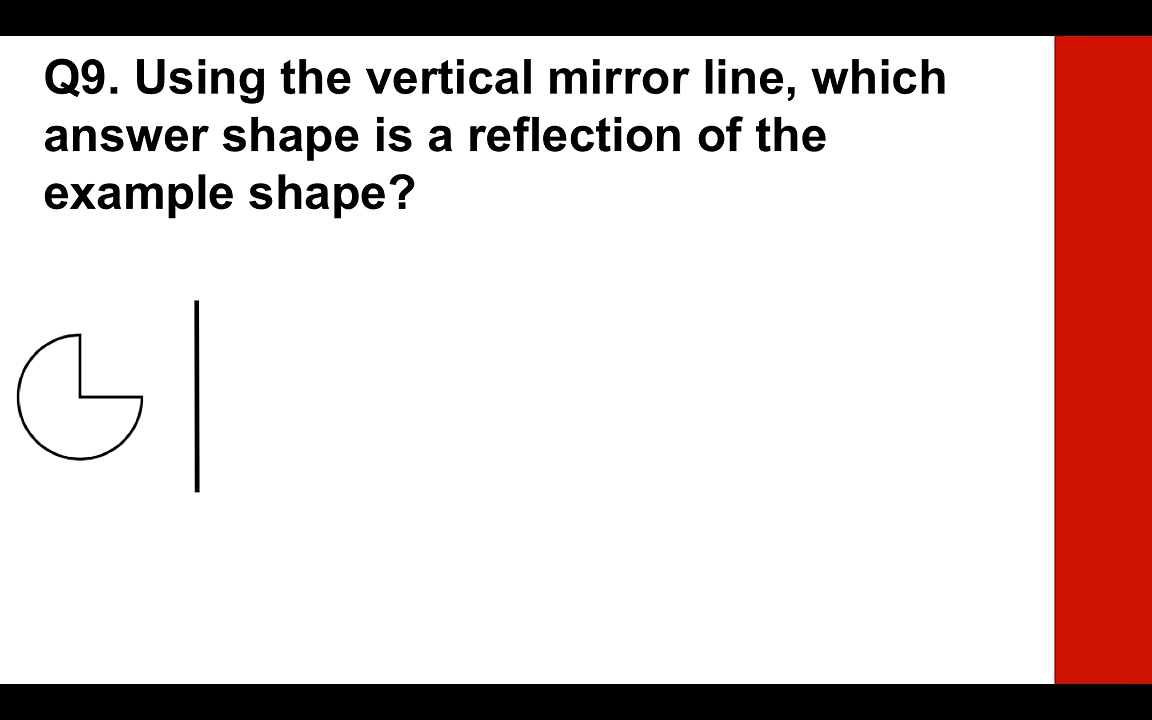 Q9. Using the vertical mirror line, which
answer shape is a reflection of the
example shape?